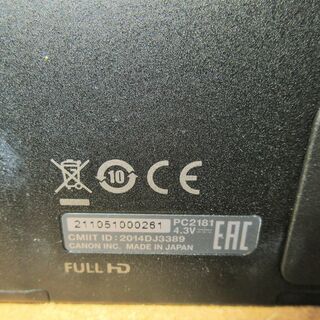 10 CE
211051000261 PC2181
4.3V⎓ EAC
CMIIT ID : 2014DJ3389
CANON INC. MADE IN JAPAN
FULL HD